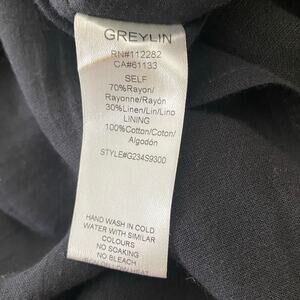 GREYLIN
RN#112282
CA#61133
SELF
70%Rayon/
Rayonne/Rayón
30%Linen/Lin/Lino
LINING
100%Cotton/Coton/
Algodón
STYLE#G234S9300
HAND WASH IN COLD
WATER WITH SIMILAR
COLOURS
NO SOAKING
NO BLEACH